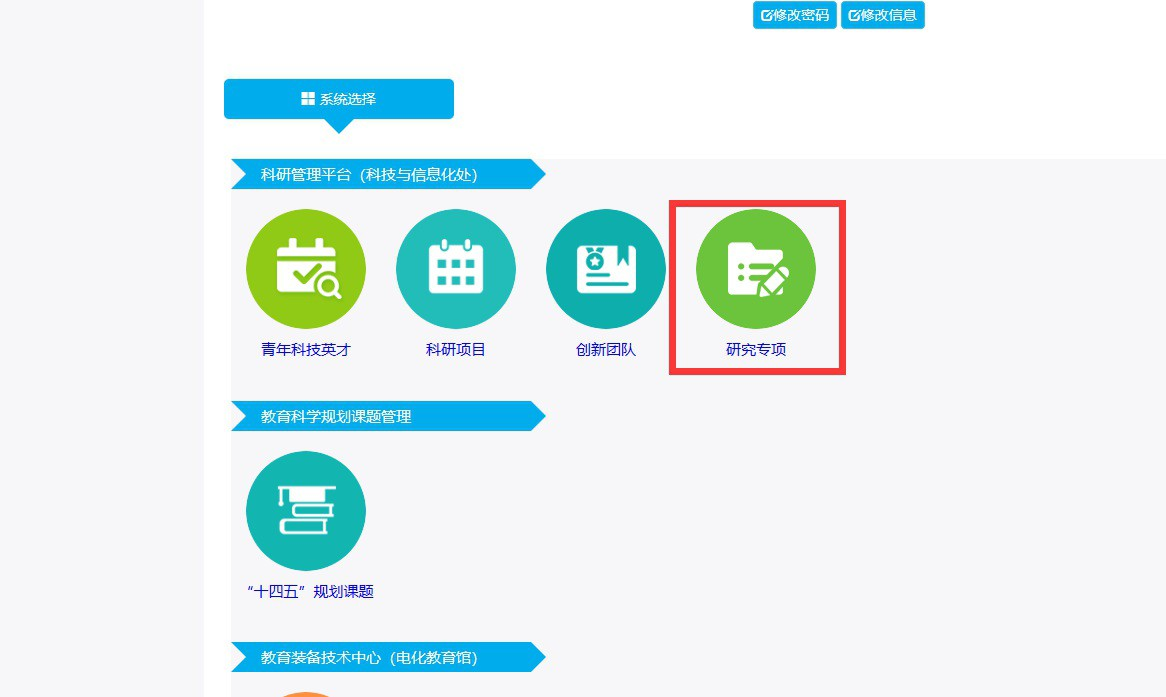 修改密码 修改信息
系统选择
科研管理平台（科技与信息化处）
青年科技英才 科研项目 创新团队 研究专项
教育科学规划课题管理
“十四五”规划课题
教育装备技术中心（电化教育馆）